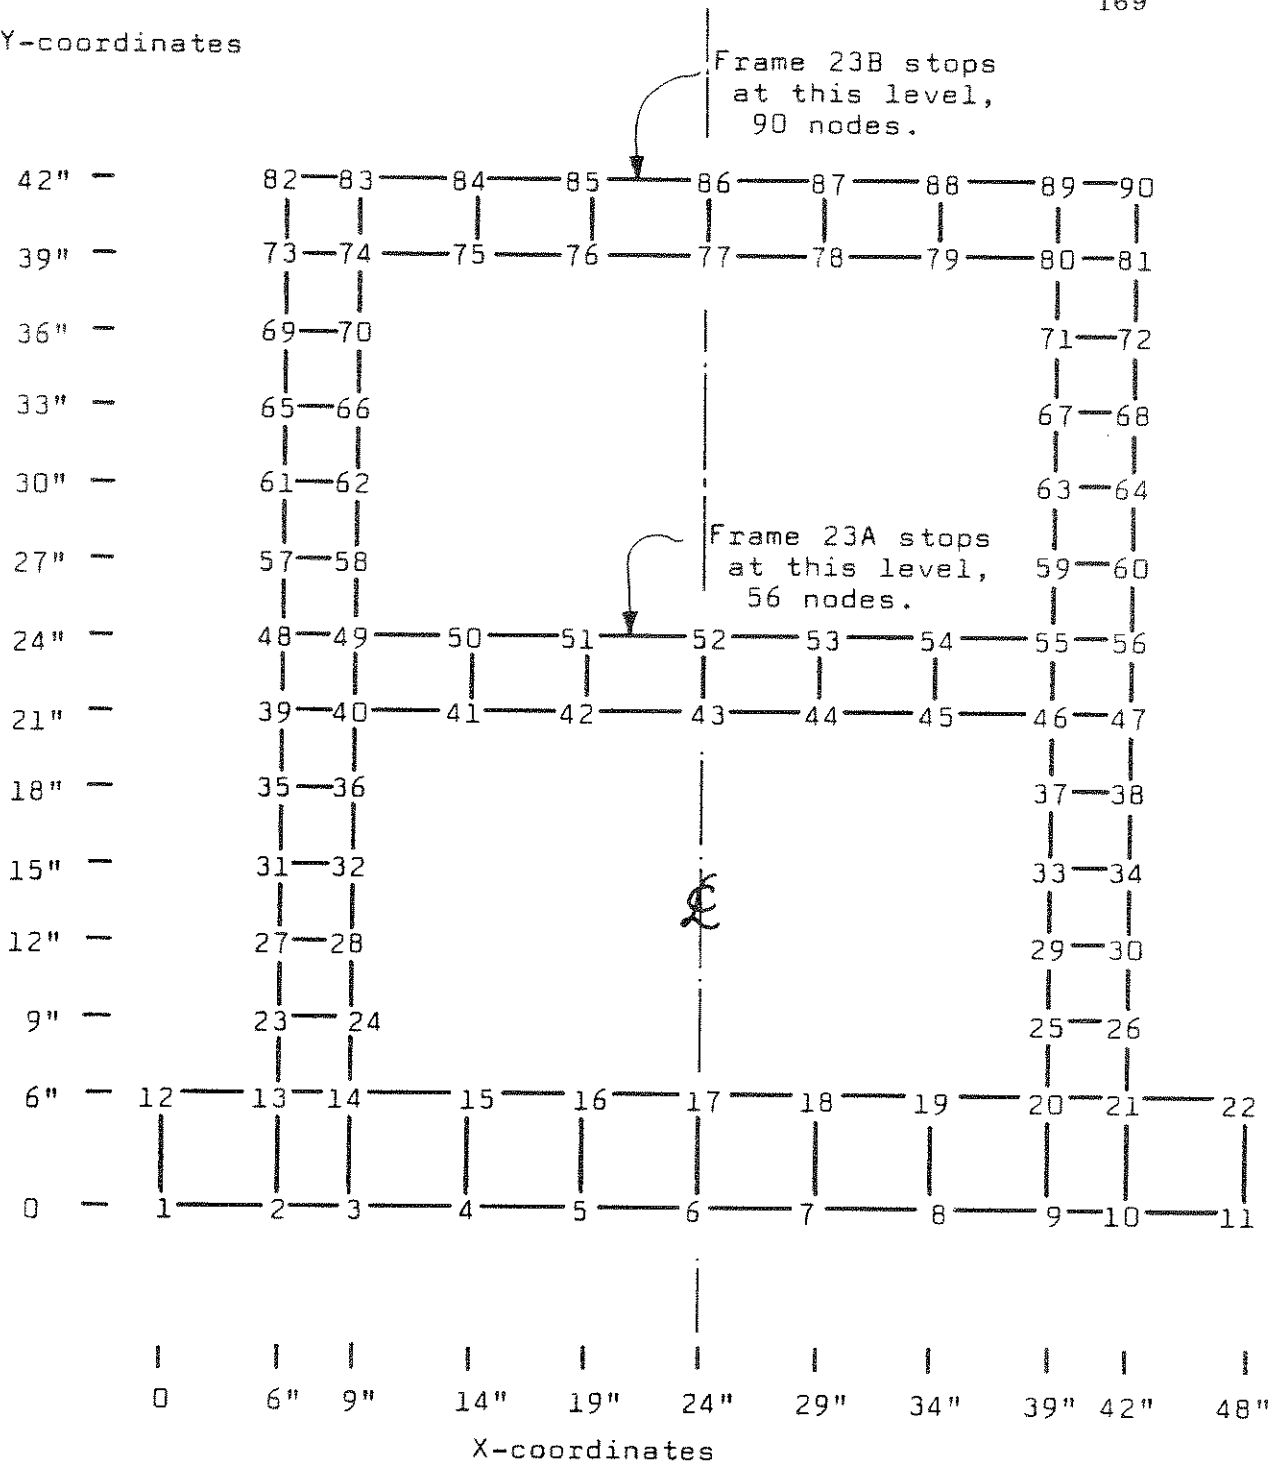 169
Y-coordinates
Frame 23B stops
at this level,
90 nodes.
42" 82 83 84 85 86 87 88 89 90
39" 73 74 75 76 77 78 79 80 81
36" 69 70 71 72
33" 65 66 67 68
30" 61 62 63 64
Frame 23A stops
at this level,
56 nodes.
27" 57 58 59 60
24" 48 49 50 51 52 53 54 55 56
21" 39 40 41 42 43 44 45 46 47
18" 35 36 37 38
15" 31 32 33 34
℄
12" 27 28 29 30
9" 23 24 25 26
6" 12 13 14 15 16 17 18 19 20 21 22
0 1 2 3 4 5 6 7 8 9 10 11
0 6" 9" 14" 19" 24" 29" 34" 39" 42" 48"
X-coordinates